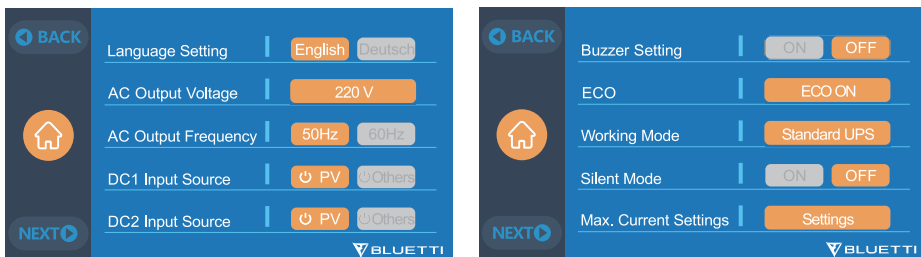 BACK
Language Setting English Deutsch
AC Output Voltage 220 V
AC Output Frequency 50Hz 60Hz
DC1 Input Source PV Others
DC2 Input Source PV Others
NEXT
BLUETTI
BACK
Buzzer Setting ON OFF
ECO ECO ON
Working Mode Standard UPS
Silent Mode ON OFF
Max. Current Settings Settings
NEXT
BLUETTI